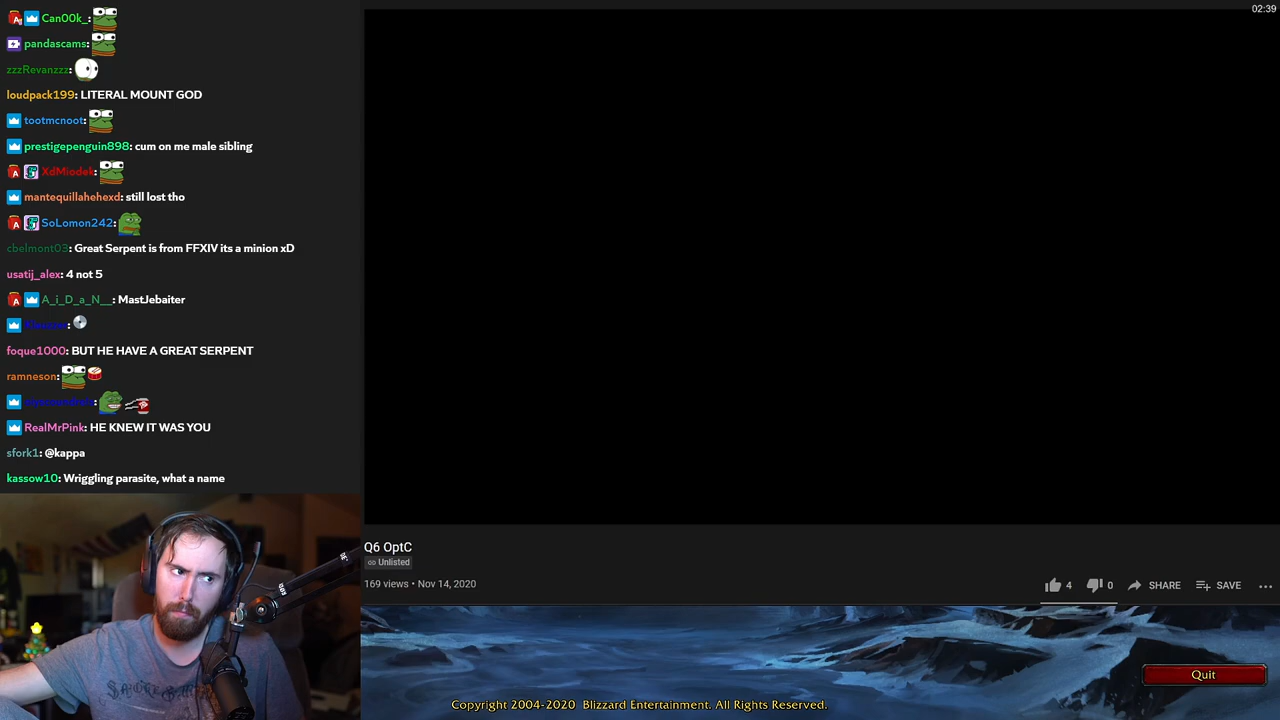 Can00k_:
pandascams:
zzzRevanzzz:
loudpack199: LITERAL MOUNT GOD
tootmcnoot:
prestigepenguin898: cum on me male sibling
XdMiodek:
mantequillahehexd: still lost tho
SoLomon242:
cbelmont03: Great Serpent is from FFXIV its a minion xD
usatij_alex: 4 not 5
A_i_D_a_N__: MastJebaiter
foque1000: BUT HE HAVE A GREAT SERPENT
ramneson:
RealMrPink: HE KNEW IT WAS YOU
sfork1: @kappa
kassow10: Wriggling parasite, what a name
02:39
Q6 OptC
Unlisted
169 views • Nov 14, 2020
4 0 SHARE SAVE
Quit
Copyright 2004-2020 Blizzard Entertainment. All Rights Reserved.